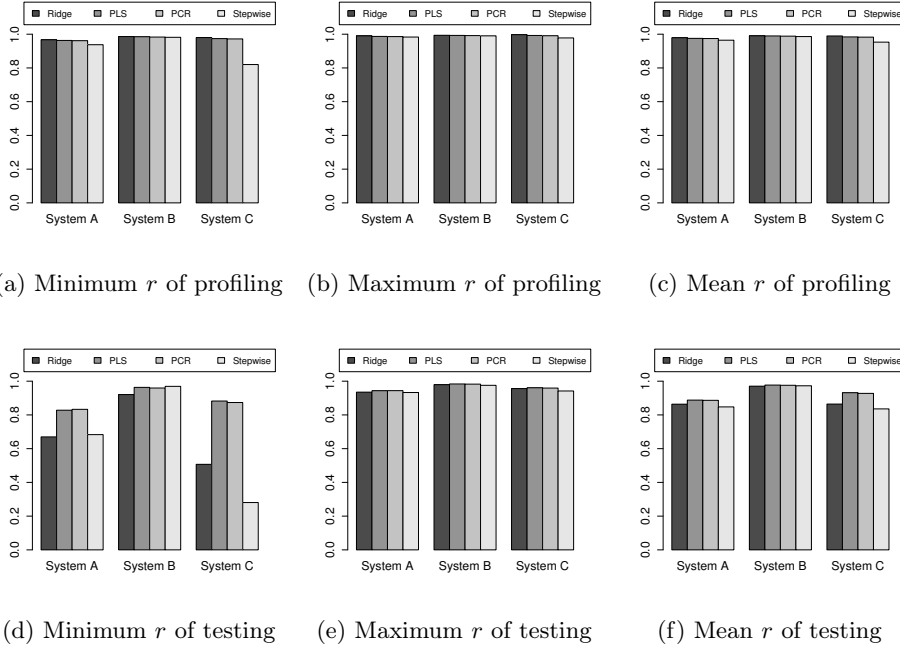 Ridge PLS PCR Stepwise
Ridge PLS PCR Stepwise
Ridge PLS PCR Stepwise
0.0 0.2 0.4 0.6 0.8 1.0
System A System B System C
0.0 0.2 0.4 0.6 0.8 1.0
System A System B System C
0.0 0.2 0.4 0.6 0.8 1.0
System A System B System C
a) Minimum r of profiling
(b) Maximum r of profiling
(c) Mean r of profiling
Ridge PLS PCR Stepwise
Ridge PLS PCR Stepwise
Ridge PLS PCR Stepwise
0.0 0.2 0.4 0.6 0.8 1.0
System A System B System C
0.0 0.2 0.4 0.6 0.8 1.0
System A System B System C
0.0 0.2 0.4 0.6 0.8 1.0
System A System B System C
(d) Minimum r of testing
(e) Maximum r of testing
(f) Mean r of testing